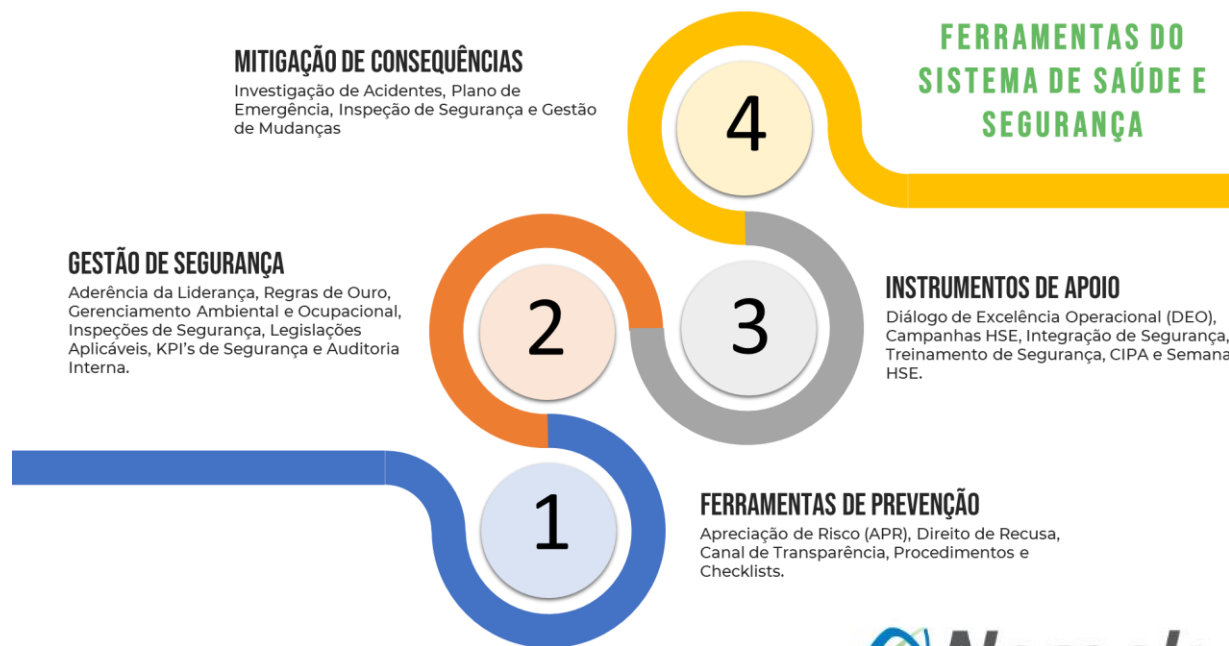 FERRAMENTAS DO
SISTEMA DE SAÚDE E
SEGURANÇA
MITIGAÇÃO DE CONSEQUÊNCIAS
Investigação de Acidentes, Plano de
Emergência, Inspeção de Segurança e Gestão
de Mudanças
4
GESTÃO DE SEGURANÇA
Aderência da Liderança, Regras de Ouro,
Gerenciamento Ambiental e Ocupacional,
Inspeções de Segurança, Legislações
Aplicáveis, KPI's de Segurança e Auditoria
Interna.
2
3
INSTRUMENTOS DE APOIO
Diálogo de Excelência Operacional (DEO),
Campanhas HSE, Integração de Segurança,
Treinamento de Segurança, CIPA e Semana
HSE.
1
FERRAMENTAS DE PREVENÇÃO
Apreciação de Risco (APR), Direito de Recusa,
Canal de Transparência, Procedimentos e
Checklists.